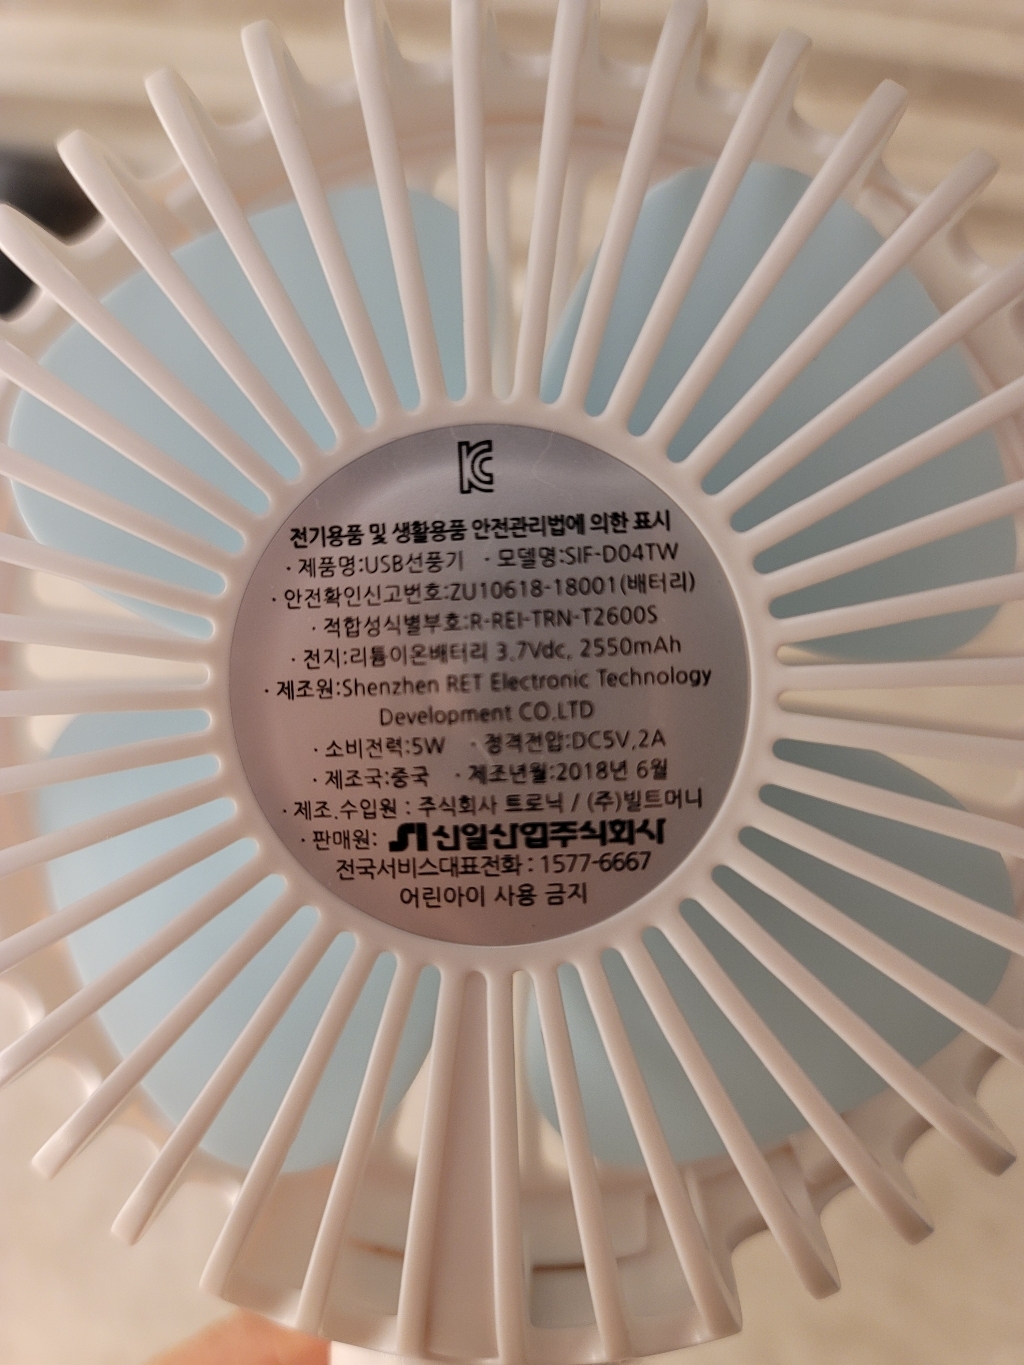 KC
전기용품 및 생활용품 안전관리법에 의한 표시
· 제품명:USB선풍기 · 모델명:SIF-D04TW
· 안전확인신고번호:ZU10618-18001(배터리)
· 적합성식별부호:R-REI-TRN-T2600S
· 전지:리튬이온배터리 3.7Vdc, 2550mAh
· 제조원:Shenzhen RET Electronic Technology
Development CO.LTD
· 소비전력:5W · 정격전압:DC5V,2A
· 제조국:중국 · 제조년월:2018년 6월
· 제조.수입원 : 주식회사 트로닉 / (주)빌트머니
· 판매원: SI 신일산업주식회사
전국서비스대표전화 : 1577-6667
어린아이 사용 금지